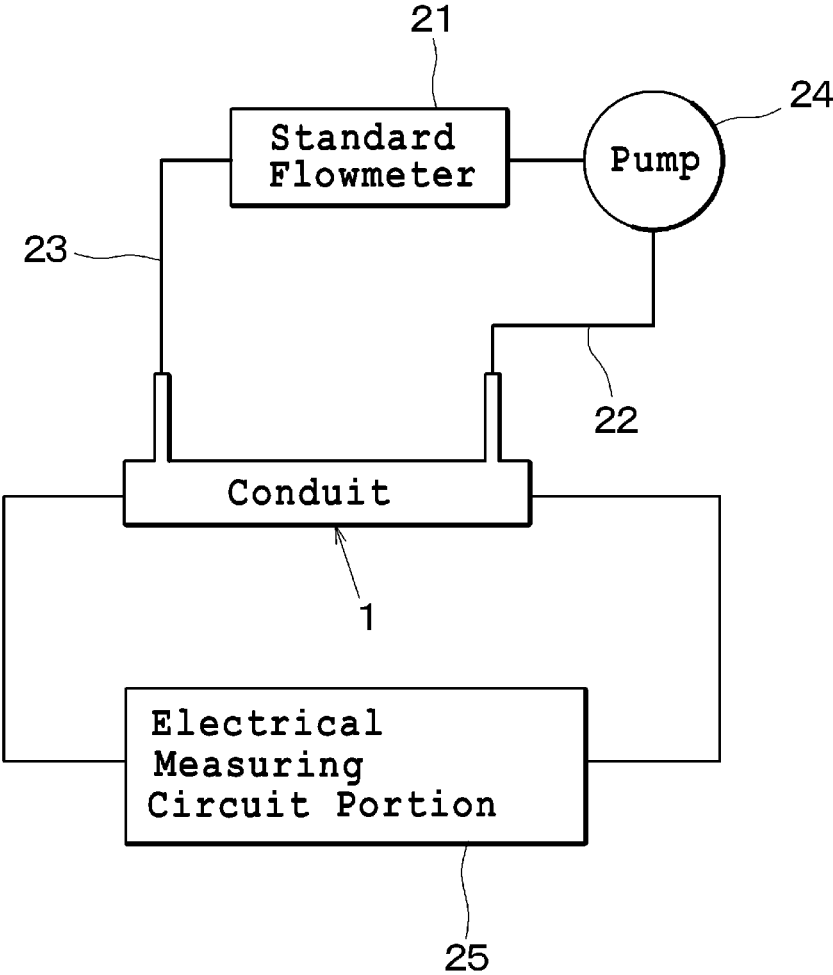 21
24
Standard
Flowmeter
Pump
23
22
Conduit
1
Electrical
Measuring
Circuit Portion
25